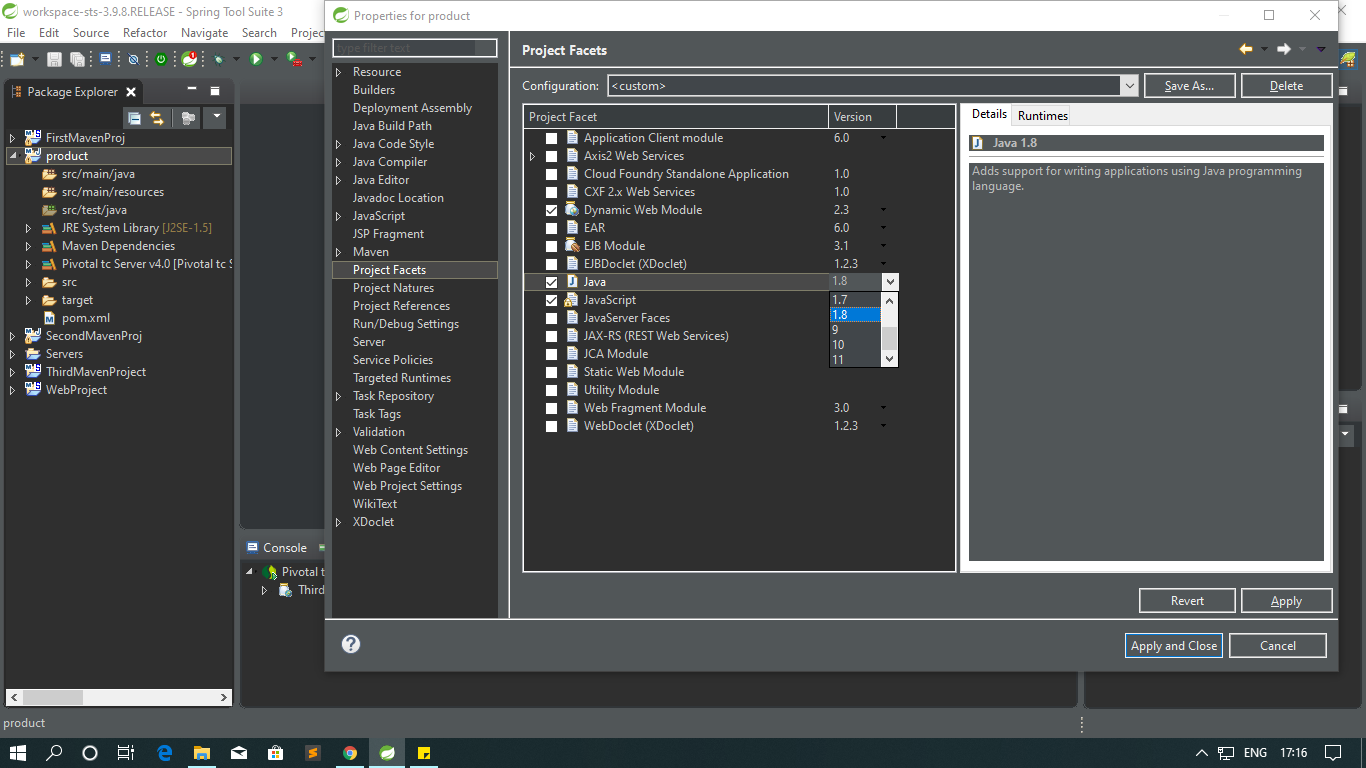 workspace-sts-3.9.8.RELEASE - Spring Tool Suite 3
File Edit Source Refactor Navigate Search Projec
Package Explorer
FirstMavenProj
product
src/main/java
src/main/resources
src/test/java
JRE System Library [J2SE-1.5]
Maven Dependencies
Pivotal tc Server v4.0 [Pivotal tc S
src
target
pom.xml
SecondMavenProj
Servers
ThirdMavenProject
WebProject
Console
Pivotal t
Third
Properties for product
type filter text
Resource
Builders
Deployment Assembly
Java Build Path
Java Code Style
Java Compiler
Java Editor
Javadoc Location
JavaScript
JSP Fragment
Maven
Project Facets
Project Natures
Project References
Run/Debug Settings
Server
Service Policies
Targeted Runtimes
Task Repository
Task Tags
Validation
Web Content Settings
Web Page Editor
Web Project Settings
WikiText
XDoclet
Project Facets
Configuration: <custom> Save As... Delete
Project Facet Version
Application Client module 6.0
Axis2 Web Services
Cloud Foundry Standalone Application 1.0
CXF 2.x Web Services 1.0
Dynamic Web Module 2.3
EAR 6.0
EJB Module 3.1
EJBDoclet (XDoclet) 1.2.3
Java 1.8
JavaScript
JavaServer Faces
JAX-RS (REST Web Services)
JCA Module
Static Web Module
Utility Module
Web Fragment Module 3.0
WebDoclet (XDoclet) 1.2.3
1.7
1.8
9
10
11
Details Runtimes
Java 1.8
Adds support for writing applications using Java programming
language.
Revert Apply
Apply and Close Cancel
product
ENG 17:16